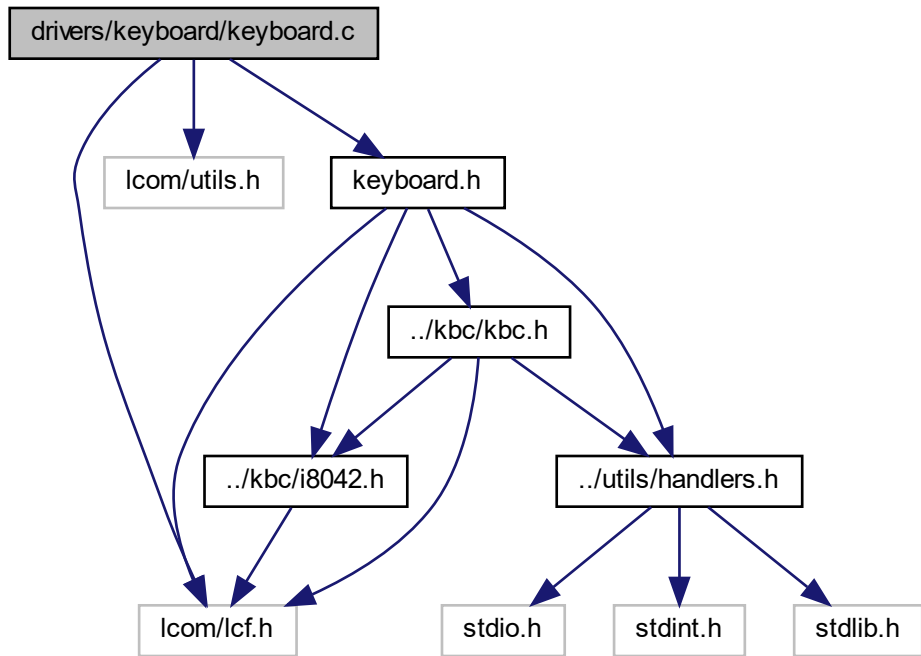 drivers/keyboard/keyboard.c
lcom/utils.h
keyboard.h
../kbc/kbc.h
../kbc/i8042.h
../utils/handlers.h
lcom/lcf.h
stdio.h
stdint.h
stdlib.h